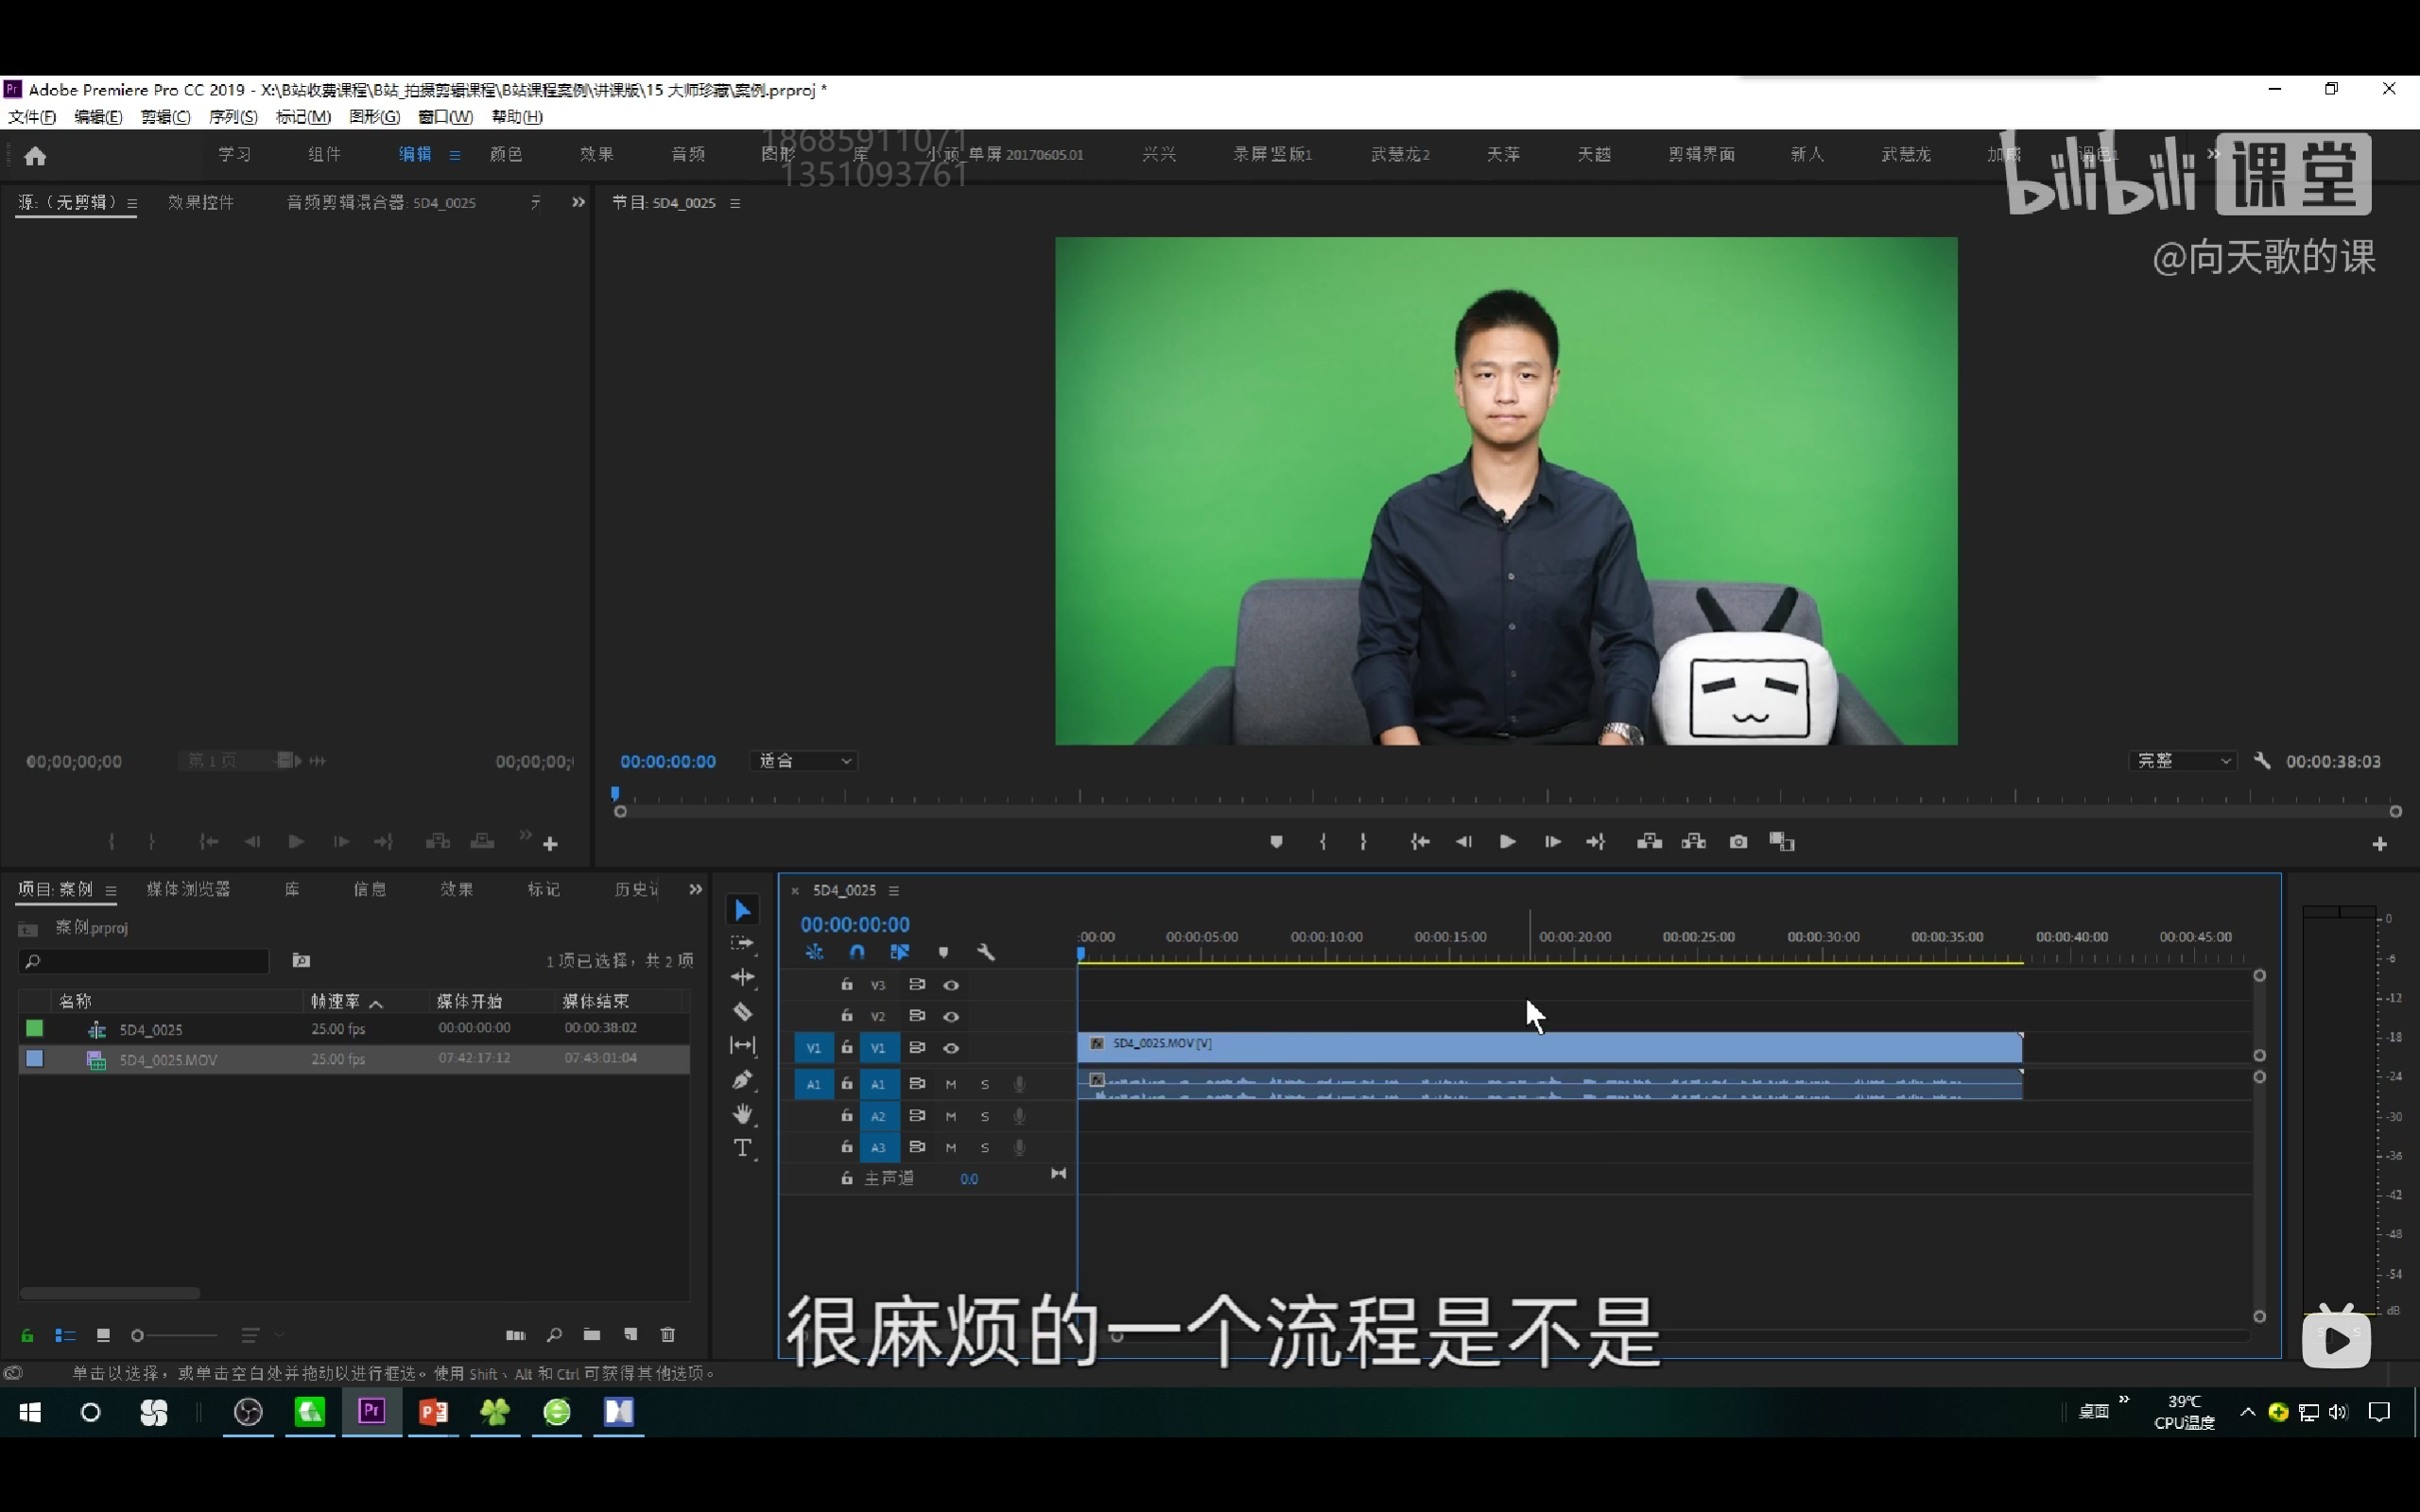 Adobe Premiere Pro CC 2019 - X:\B站收费课程\B站_拍摄剪辑课程\B站课程案例\讲课版\15 大师珍藏\案例.prproj *
文件(F) 编辑(E) 剪辑(C) 序列(S) 标记(M) 图形(G) 窗口(W) 帮助(H)
18685911071
1351093761
学习 组件 编辑 颜色 效果 音频 图形 库 小顽_单屏 20170605.01 兴兴 录屏竖版1 武慧龙2 天萍 天越 剪辑界面 新人 武慧龙 加威 调色1
bilibili 课堂
@向天歌的课
源:（无剪辑） 效果控件 音频剪辑混合器: 5D4_0025
节目: 5D4_0025
00;00;00;00 第 1 页 00;00;00;
00:00:00:00 适合 完整 00:00:38:03
项目: 案例 媒体浏览器 库 信息 效果 标记 历史
案例.prproj
1 项已选择，共 2 项
名称 帧速率 媒体开始 媒体结束
5D4_0025 25.00 fps 00:00:00:00 00:00:38:02
5D4_0025.MOV 25.00 fps 07:42:17:12 07:43:01:04
5D4_0025
00:00:00:00
:00:00 00:00:05:00 00:00:10:00 00:00:15:00 00:00:20:00 00:00:25:00 00:00:30:00 00:00:35:00 00:00:40:00 00:00:45:00
V3
V2
V1 V1 fx 5D4_0025.MOV [V]
A1 A1 M S fx
A2 M S
A3 M S
主声道 0.0
T
0
-6
-12
-18
-24
-30
-36
-42
-48
-54
dB
很麻烦的一个流程是不是
单击以选择，或单击空白处并拖动以进行框选。使用 Shift、Alt 和 Ctrl 可获得其他选项。
Pr
P
桌面
39℃
CPU温度